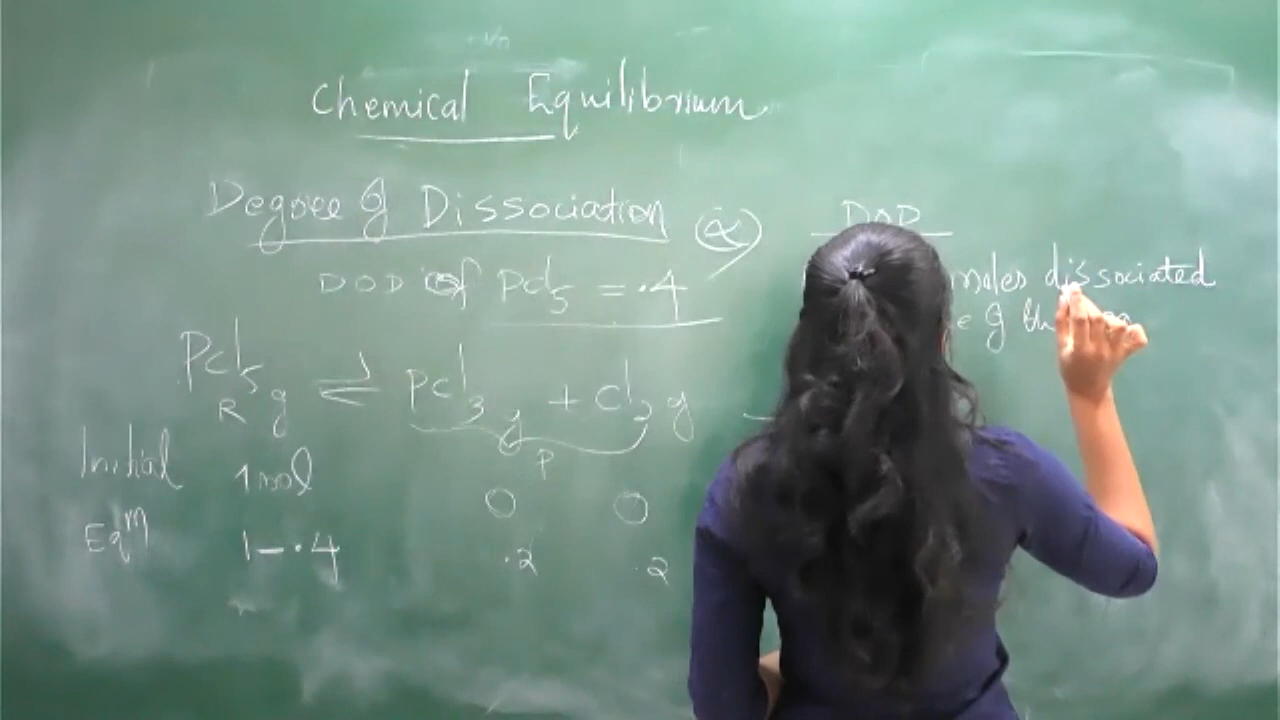 Chemical Equilibrium
Degree of Dissociation (α)
DOD of PCl5 = .4
PCl5 g ⇌ PCl3 g + Cl2 g
R
P
Initial 1 mol 0 0
Eqm 1-.4 .2 .2
DOD
moles dissociated